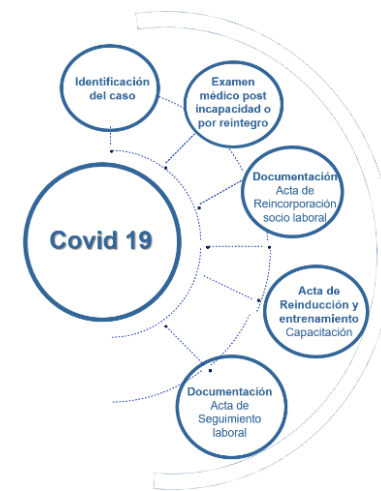 Identificación
del caso
Examen
médico post
incapacidad o
por reintegro
Documentación
Acta de
Reincorporación
socio laboral
Covid 19
Acta de
Reinducción y
entrenamiento
Capacitación
Documentación
Acta de
Seguimiento
laboral